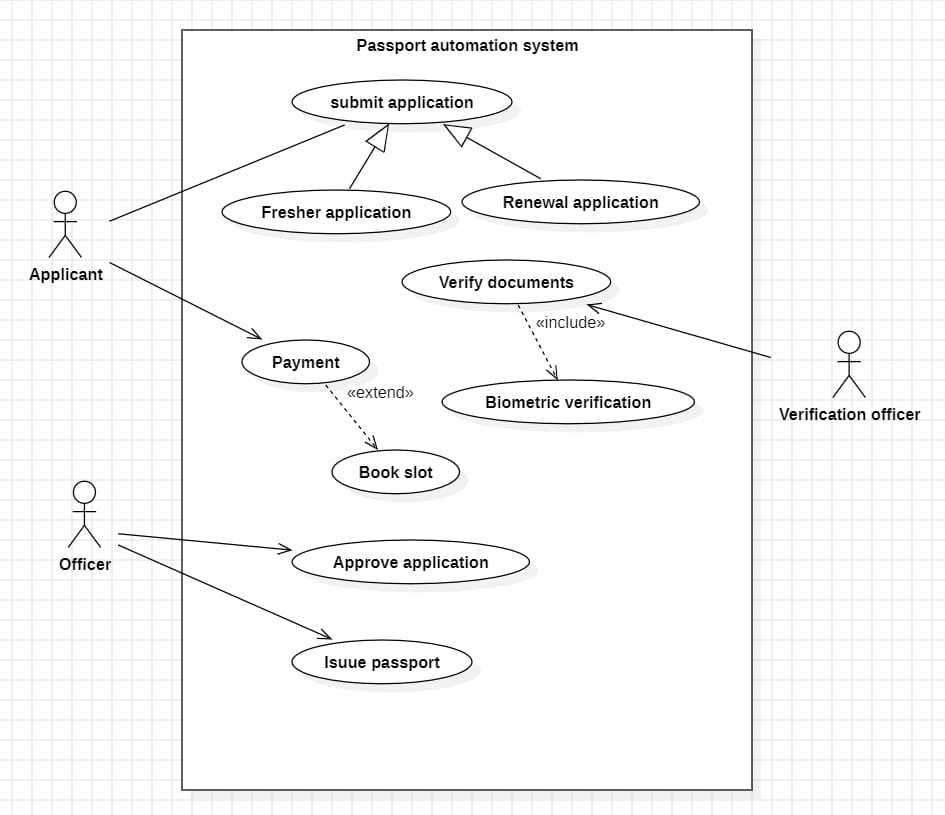 Passport automation system
submit application
Fresher application
Renewal application
Applicant
Verify documents
«include»
Payment
«extend»
Biometric verification
Verification officer
Book slot
Officer
Approve application
Isuue passport